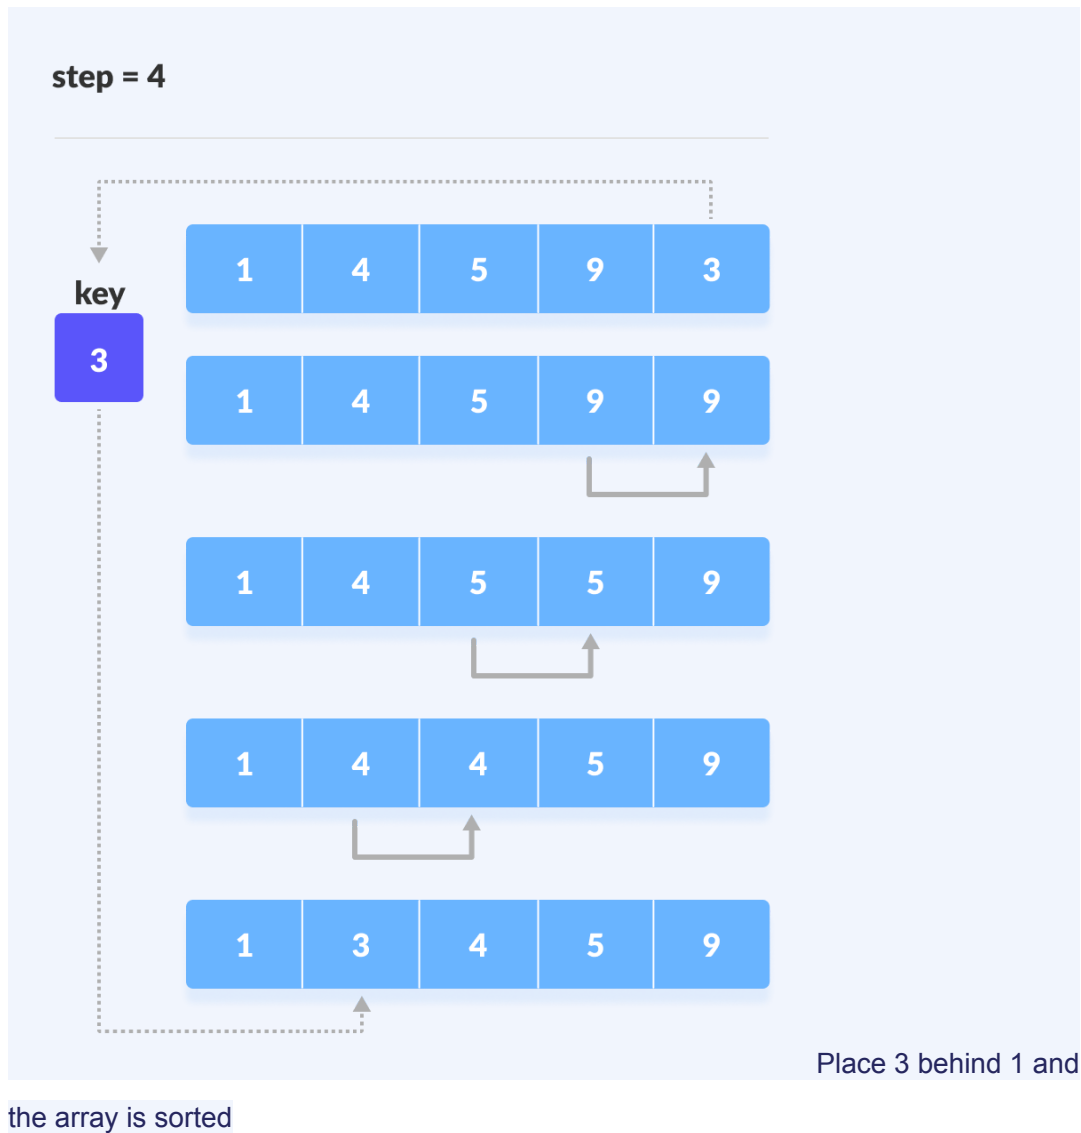 step = 4
1 4 5 9 3
key
3
1 4 5 9 9
1 4 5 5 9
1 4 4 5 9
1 3 4 5 9
Place 3 behind 1 and
the array is sorted